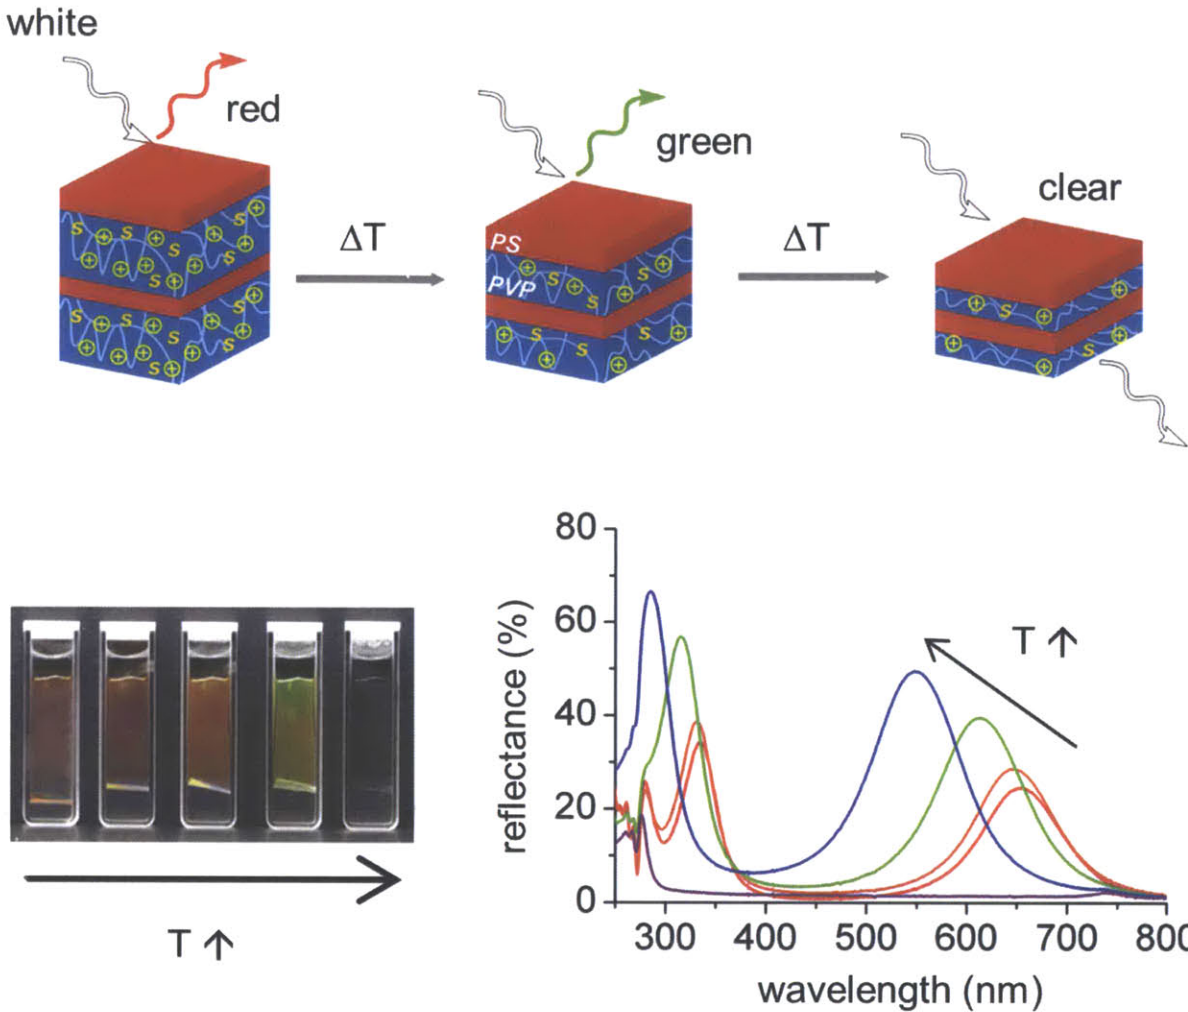 white
red
green
clear
ΔT
ΔT
PS
PVP
S S S S S S S S
S S S S S
S S
80
60
40
20
0
reflectance (%)
T ↑
300 400 500 600 700 800
wavelength (nm)
T ↑